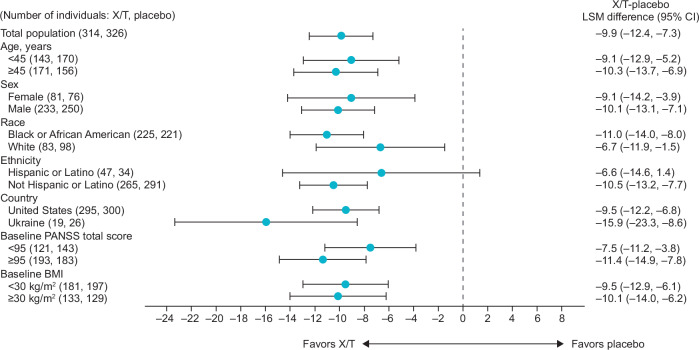 (Number of individuals: X/T, placebo) X/T-placebo
LSM difference (95% CI)
Total population (314, 326) −9.9 (−12.4, −7.3)
Age, years
<45 (143, 170) −9.1 (−12.9, −5.2)
≥45 (171, 156) −10.3 (−13.7, −6.9)
Sex
Female (81, 76) −9.1 (−14.2, −3.9)
Male (233, 250) −10.1 (−13.1, −7.1)
Race
Black or African American (225, 221) −11.0 (−14.0, −8.0)
White (83, 98) −6.7 (−11.9, −1.5)
Ethnicity
Hispanic or Latino (47, 34) −6.6 (−14.6, 1.4)
Not Hispanic or Latino (265, 291) −10.5 (−13.2, −7.7)
Country
United States (295, 300) −9.5 (−12.2, −6.8)
Ukraine (19, 26) −15.9 (−23.3, −8.6)
Baseline PANSS total score
<95 (121, 143) −7.5 (−11.2, −3.8)
≥95 (193, 183) −11.4 (−14.9, −7.8)
Baseline BMI
<30 kg/m² (181, 197) −9.5 (−12.9, −6.1)
≥30 kg/m² (133, 129) −10.1 (−14.0, −6.2)
−24 −22 −20 −18 −16 −14 −12 −10 −8 −6 −4 −2 0 2 4 6 8
Favors X/T Favors placebo